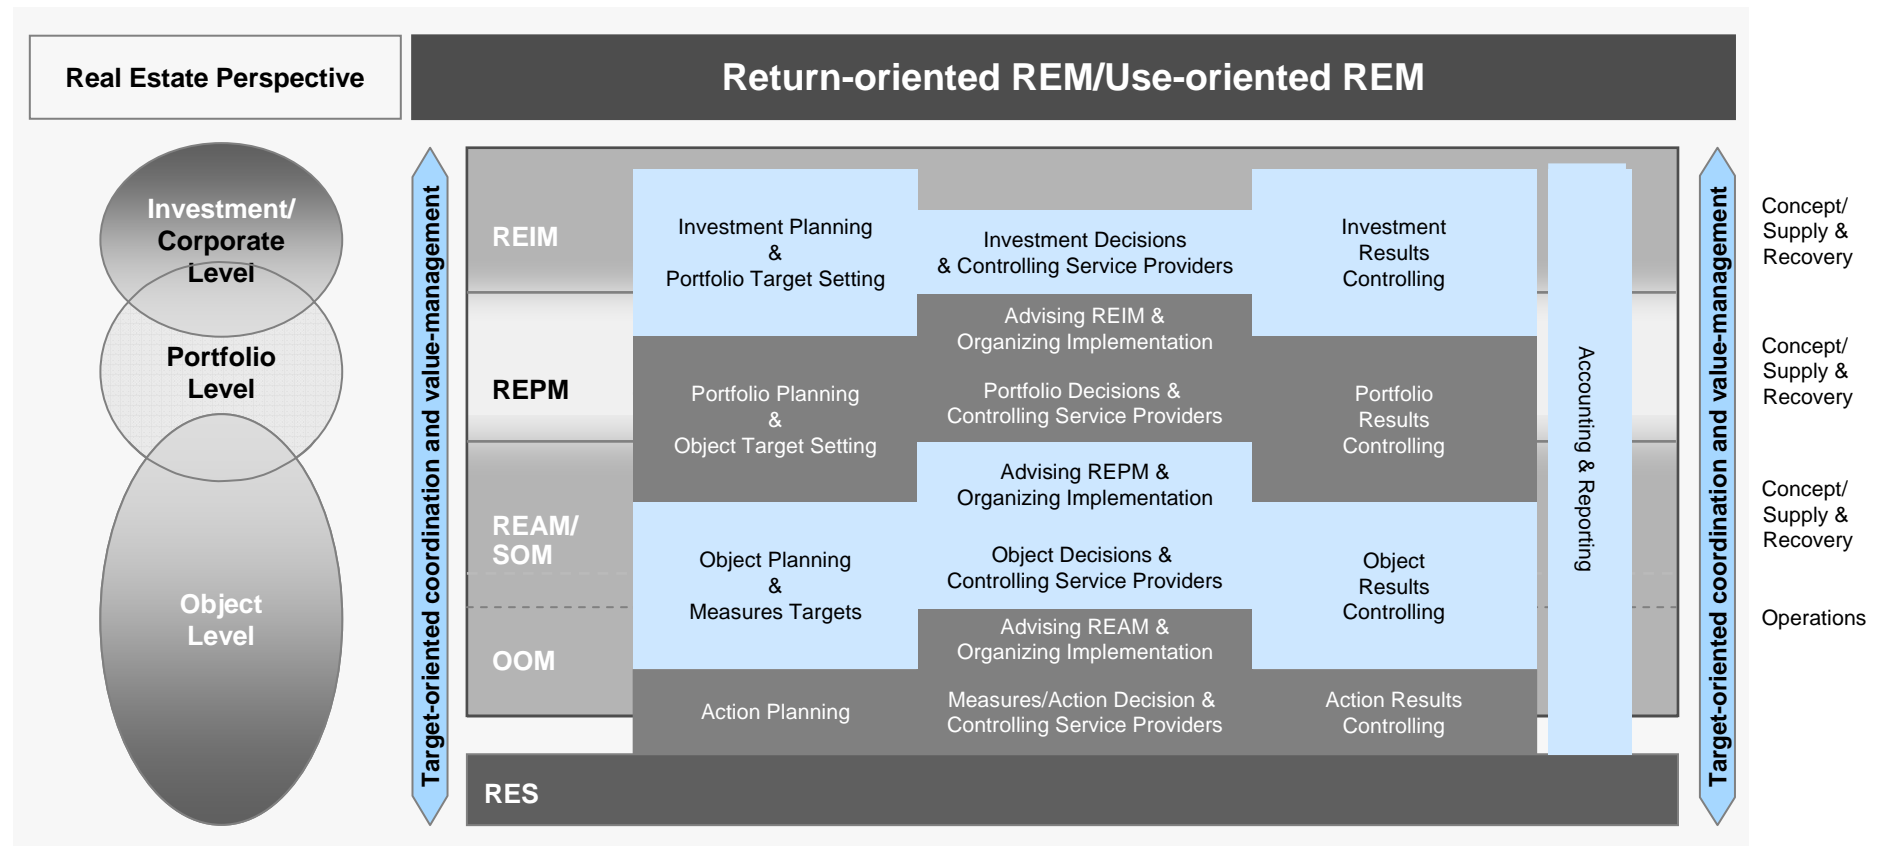 Real Estate Perspective
Return-oriented REM/Use-oriented REM
Investment/
Corporate
Level
Portfolio
Level
Object
Level
Target-oriented coordination and value-management
REIM
Investment Planning
&
Portfolio Target Setting
Investment Decisions
& Controlling Service Providers
Investment
Results
Controlling
Advising REIM &
Organizing Implementation
REPM
Portfolio Planning
&
Object Target Setting
Portfolio Decisions &
Controlling Service Providers
Portfolio
Results
Controlling
Advising REPM &
Organizing Implementation
REAM/
SOM
Object Planning
&
Measures Targets
Object Decisions &
Controlling Service Providers
Object
Results
Controlling
Advising REAM &
Organizing Implementation
OOM
Action Planning
Measures/Action Decision &
Controlling Service Providers
Action Results
Controlling
Accounting & Reporting
RES
Target-oriented coordination and value-management
Concept/
Supply &
Recovery
Concept/
Supply &
Recovery
Concept/
Supply &
Recovery
Operations